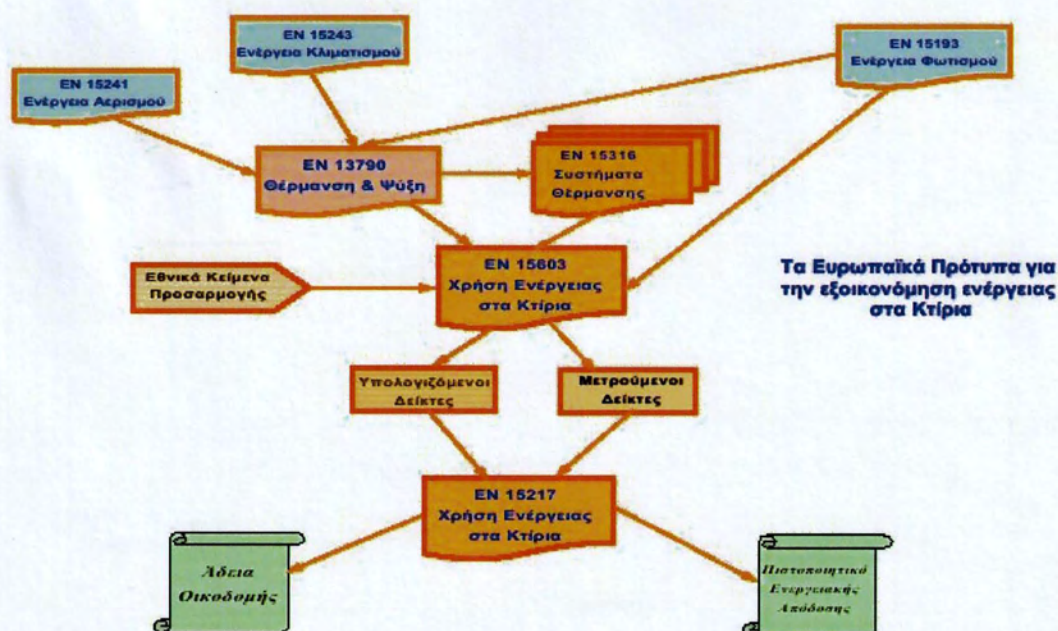 EN 15243
Ενέργεια Κλιματισμού
EN 15193
Ενέργεια Φωτισμού
EN 15241
Ενέργεια Αερισμού
EN 13790
Θέρμανση & Ψύξη
EN 15316
Συστήματα
Θέρμανσης
Εθνικά Κείμενα
Προσαρμογής
EN 15603
Χρήση Ενέργειας
στα Κτίρια
Τα Ευρωπαϊκά Πρότυπα για
την εξοικονόμηση ενέργειας
στα Κτίρια
Υπολογιζόμενοι
Δείκτες
Μετρούμενοι
Δείκτες
EN 15217
Χρήση Ενέργειας
στα Κτίρια
Άδεια
Οικοδομής
Πιστοποιητικό
Ενεργειακής
Απόδοσης